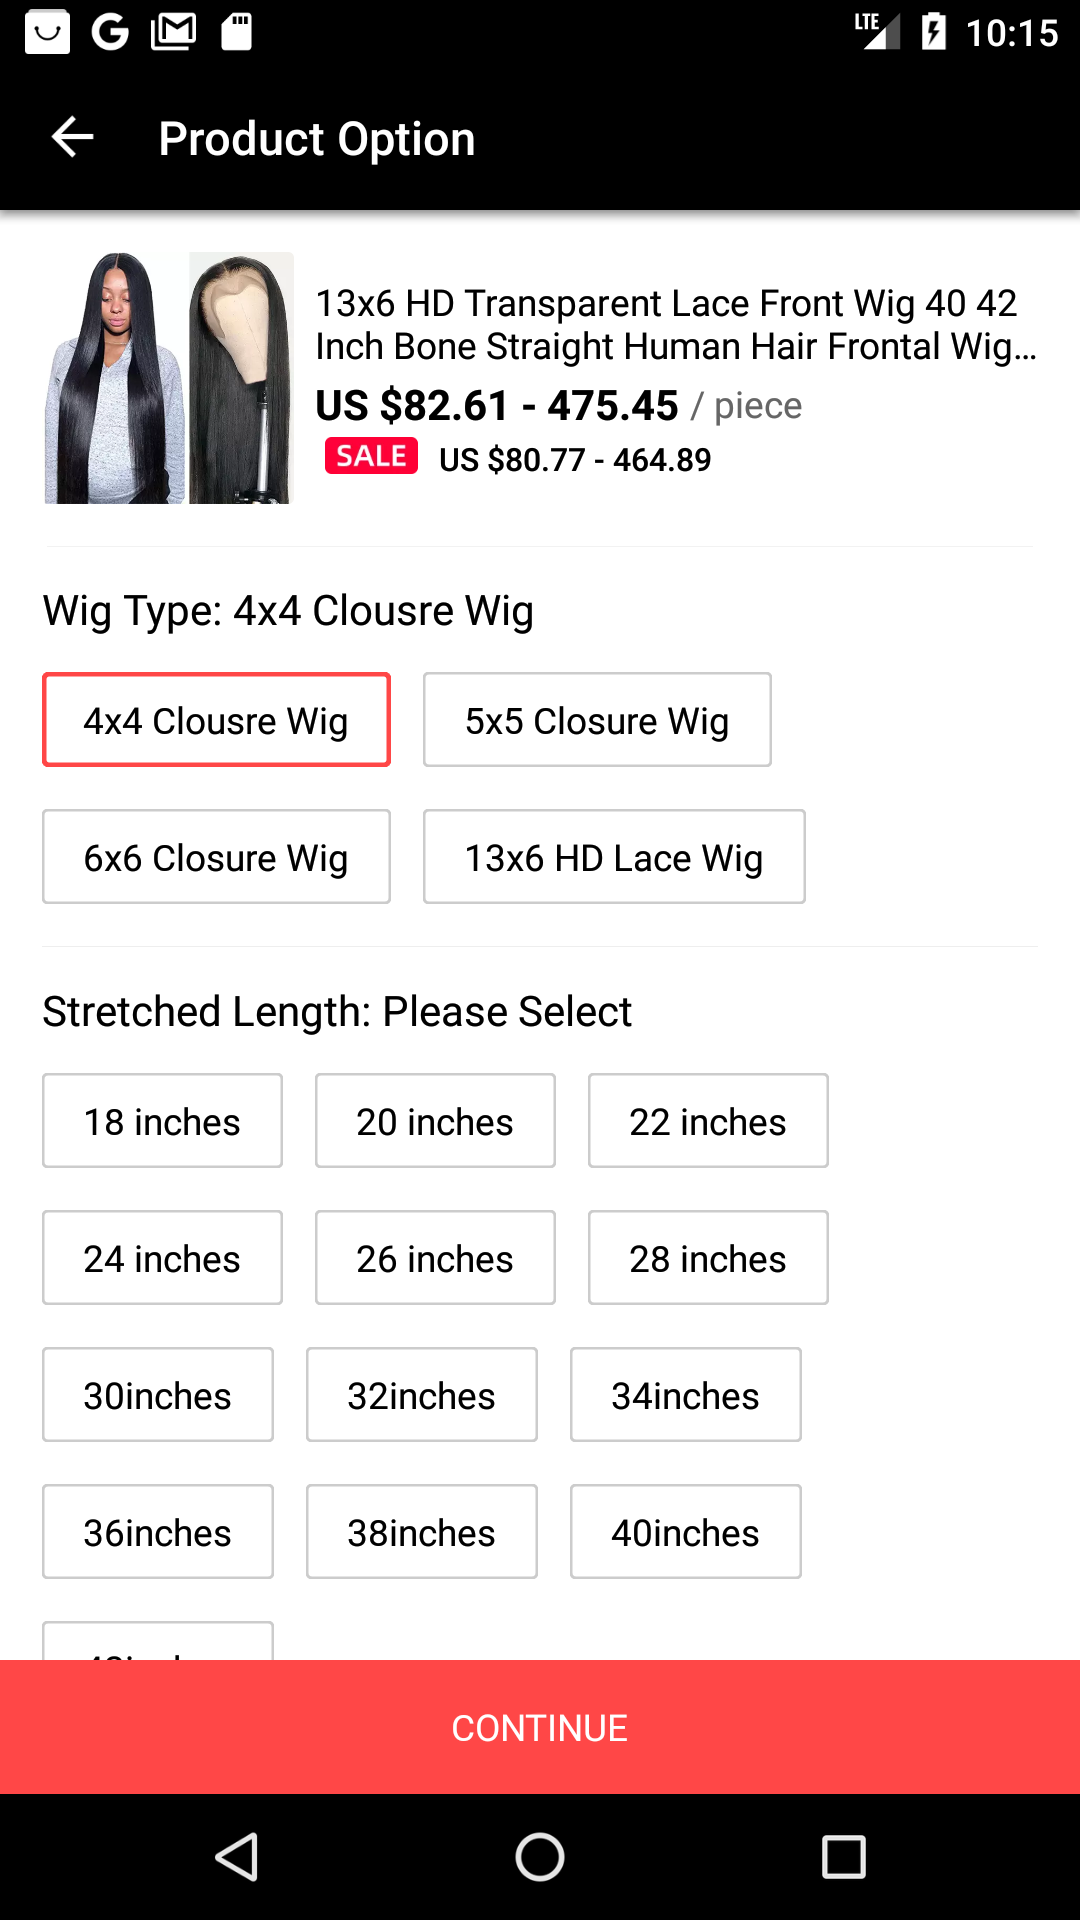 LTE 10:15
Product Option
13x6 HD Transparent Lace Front Wig 40 42
Inch Bone Straight Human Hair Frontal Wig...
US $82.61 - 475.45 / piece
SALE US $80.77 - 464.89
Wig Type: 4x4 Clousre Wig
4x4 Clousre Wig
5x5 Closure Wig
6x6 Closure Wig
13x6 HD Lace Wig
Stretched Length: Please Select
18 inches
20 inches
22 inches
24 inches
26 inches
28 inches
30inches
32inches
34inches
36inches
38inches
40inches
CONTINUE